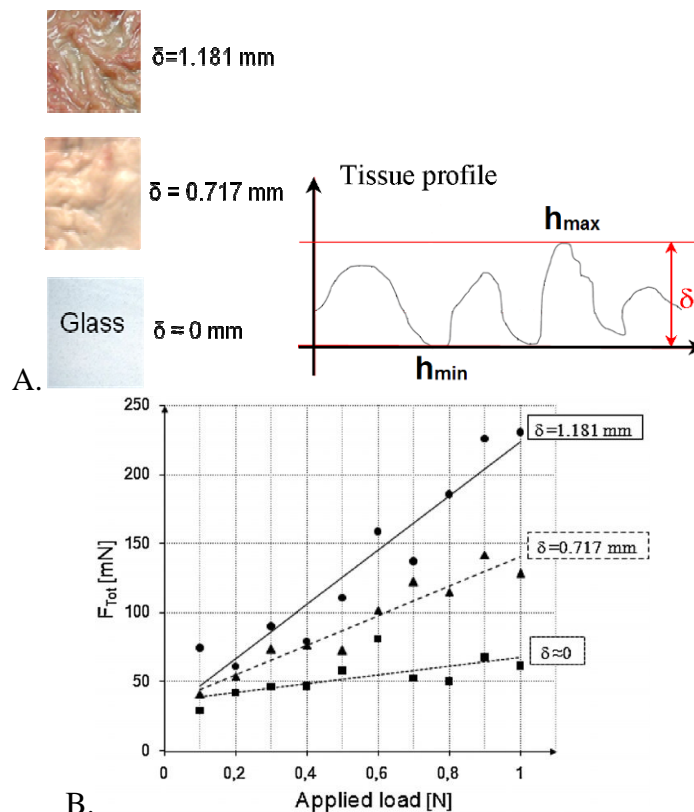 δ=1.181 mm
δ = 0.717 mm
Tissue profile
hmax
δ
Glass
δ = 0 mm
hmin
A.
250
200
150
100
50
0
FTot [mN]
δ=1.181 mm
δ=0.717 mm
δ≈0
0 0,2 0,4 0,6 0,8 1
Applied load [N]
B.